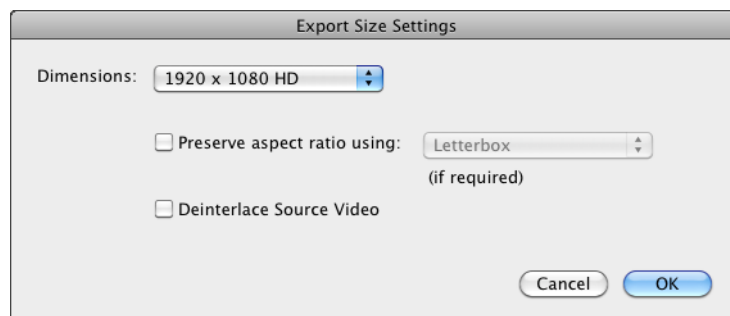 Export Size Settings
Dimensions: 1920 x 1080 HD
Preserve aspect ratio using: Letterbox
(if required)
Deinterlace Source Video
Cancel OK